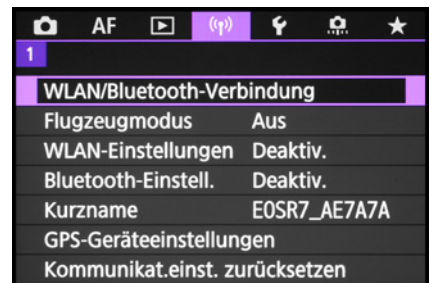 AF
1
WLAN/Bluetooth-Verbindung
Flugzeugmodus Aus
WLAN-Einstellungen Deaktiv.
Bluetooth-Einstell. Deaktiv.
Kurzname EOSR7_AE7A7A
GPS-Geräteeinstellungen
Kommunikat.einst. zurücksetzen